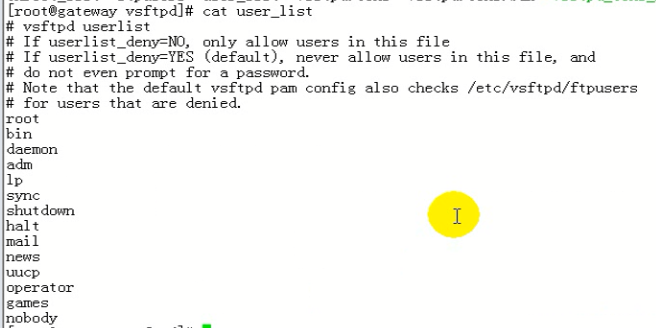 [root@gateway vsftpd]# cat user_list
# vsftpd userlist
# If userlist_deny=NO, only allow users in this file
# If userlist_deny=YES (default), never allow users in this file, and
# do not even prompt for a password.
# Note that the default vsftpd pam config also checks /etc/vsftpd/ftpusers
# for users that are denied.
root
bin
daemon
adm
lp
sync
shutdown
halt
mail
news
uucp
operator
games
nobody